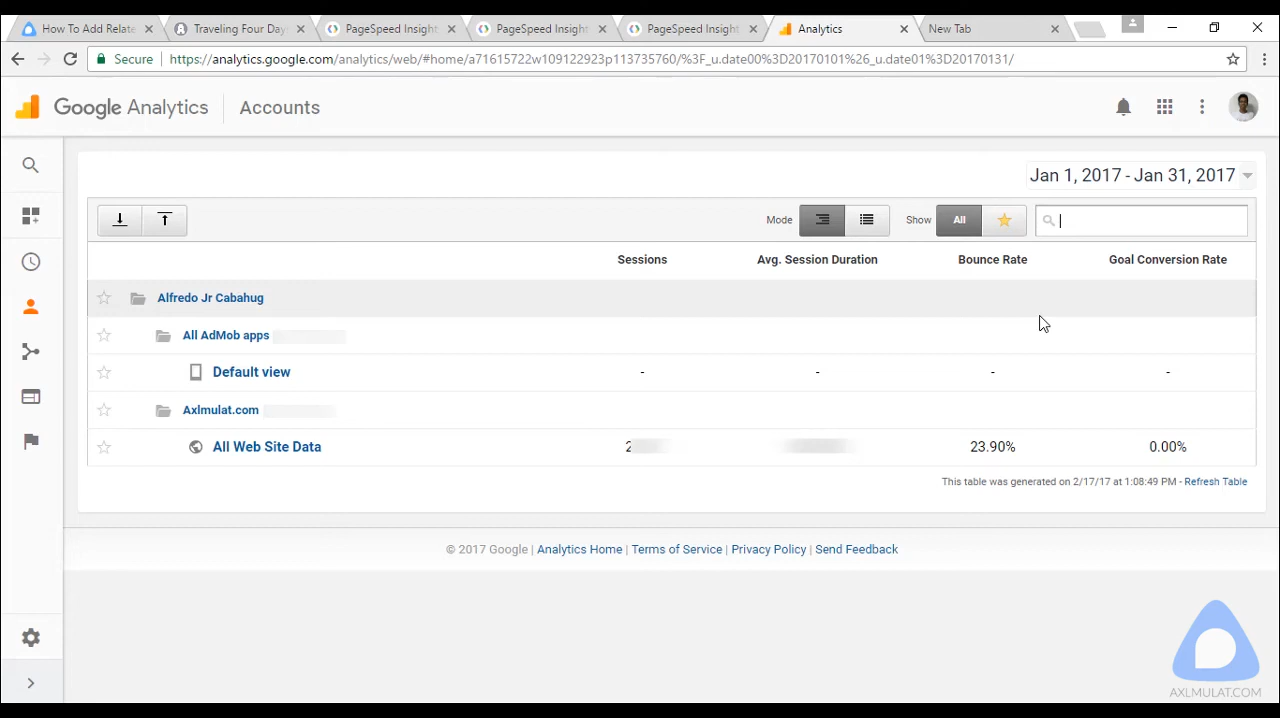 How To Add Relate
Traveling Four Day
PageSpeed Insight
PageSpeed Insight
PageSpeed Insight
Analytics
New Tab
Secure
https://analytics.google.com/analytics/web/#home/a71615722w109122923p113735760/%3F_u.date00%3D20170101%26_u.date01%3D20170131/
Google Analytics
Accounts
Jan 1, 2017 - Jan 31, 2017
Mode
Show
All
Sessions
Avg. Session Duration
Bounce Rate
Goal Conversion Rate
Alfredo Jr Cabahug
All AdMob apps
Default view
-
-
-
-
Axlmulat.com
All Web Site Data
2
23.90%
0.00%
This table was generated on 2/17/17 at 1:08:49 PM - Refresh Table
© 2017 Google | Analytics Home | Terms of Service | Privacy Policy | Send Feedback
AXLMULAT.COM